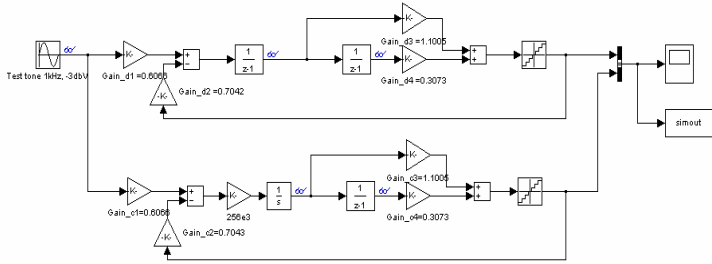 K-
Gain_d3 =1.1005
Test tone 1kHz, -3dbV
K-
Gain_d1 =0.6066
+
−
1
z-1
1
z-1
K-
Gain_d4 =0.3073
+
+
-K-
Gain_d2 =0.7042
simout
K-
Gain_c3=1.1005
K-
Gain_c1=0.6066
+
−
K-
256e3
1
s
1
z-1
K-
Gain_c4=0.3073
+
+
-K-
Gain_c2=0.7043